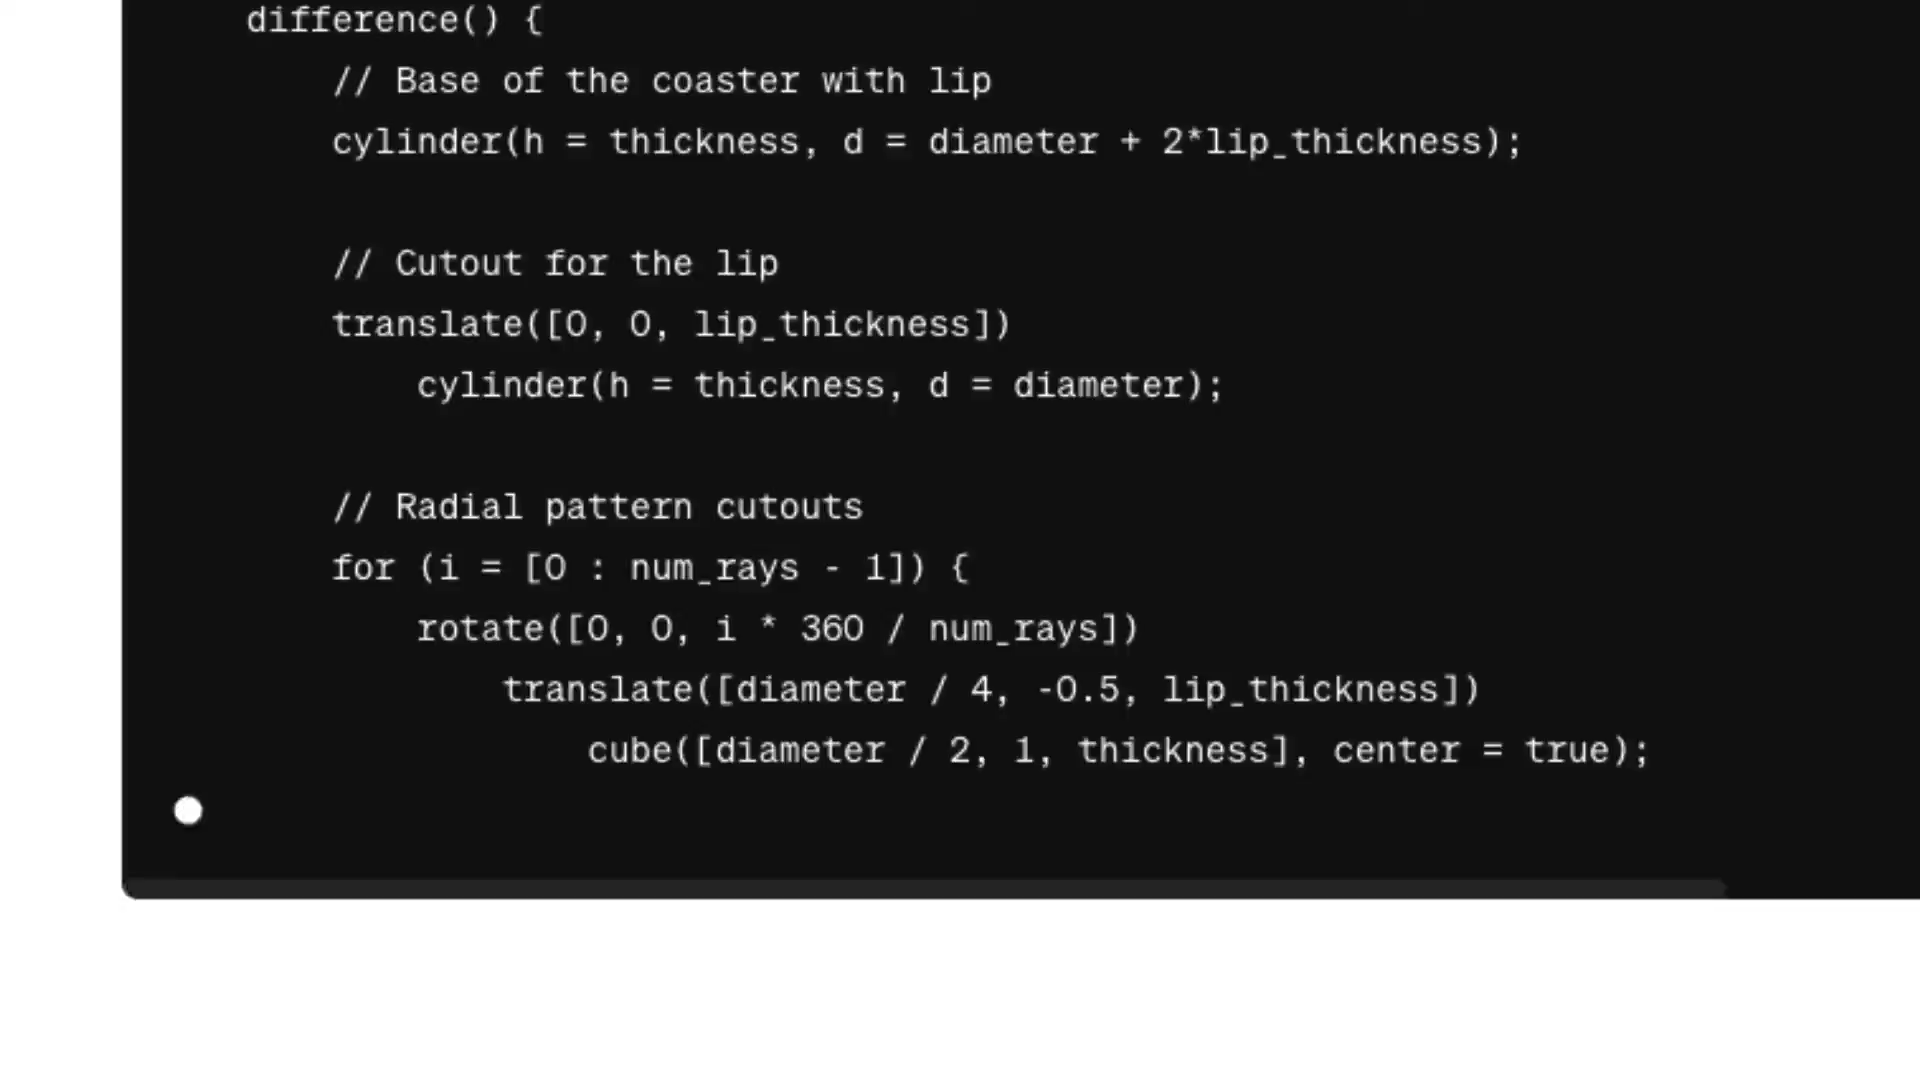 difference() {
// Base of the coaster with lip
cylinder(h = thickness, d = diameter + 2*lip_thickness);
// Cutout for the lip
translate([0, 0, lip_thickness])
cylinder(h = thickness, d = diameter);
// Radial pattern cutouts
for (i = [0 : num_rays - 1]) {
rotate([0, 0, i * 360 / num_rays])
translate([diameter / 4, -0.5, lip_thickness])
cube([diameter / 2, 1, thickness], center = true);